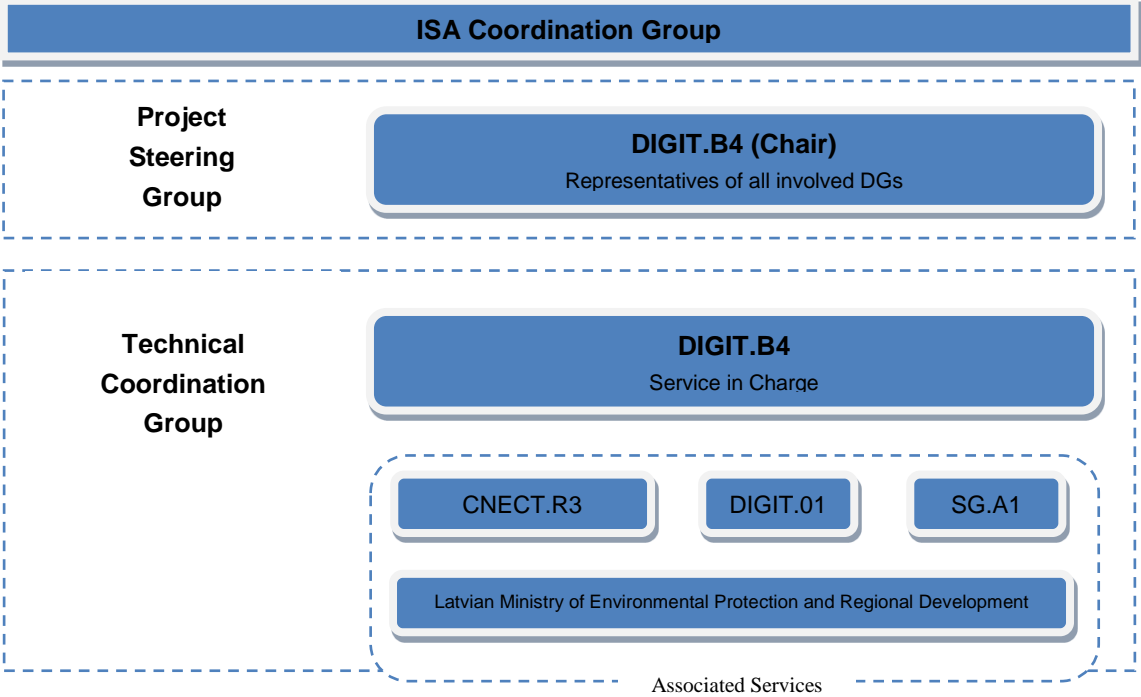 ISA Coordination Group
Project
Steering
Group
DIGIT.B4 (Chair)
Representatives of all involved DGs
Technical
Coordination
Group
DIGIT.B4
Service in Charge
CNECT.R3
DIGIT.01
SG.A1
Latvian Ministry of Environmental Protection and Regional Development
Associated Services